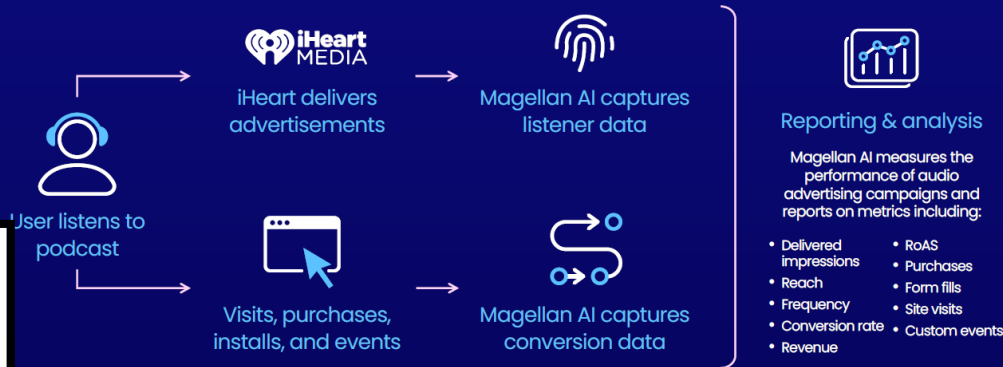 iHeart
MEDIA
iHeart delivers
advertisements
Magellan AI captures
listener data
User listens to
podcast
Visits, purchases,
installs, and events
Magellan AI captures
conversion data
Reporting & analysis
Magellan AI measures the
performance of audio
advertising campaigns and
reports on metrics including:
• Delivered
impressions
• Reach
• Frequency
• Conversion rate
• Revenue
• RoAS
• Purchases
• Form fills
• Site visits
• Custom events